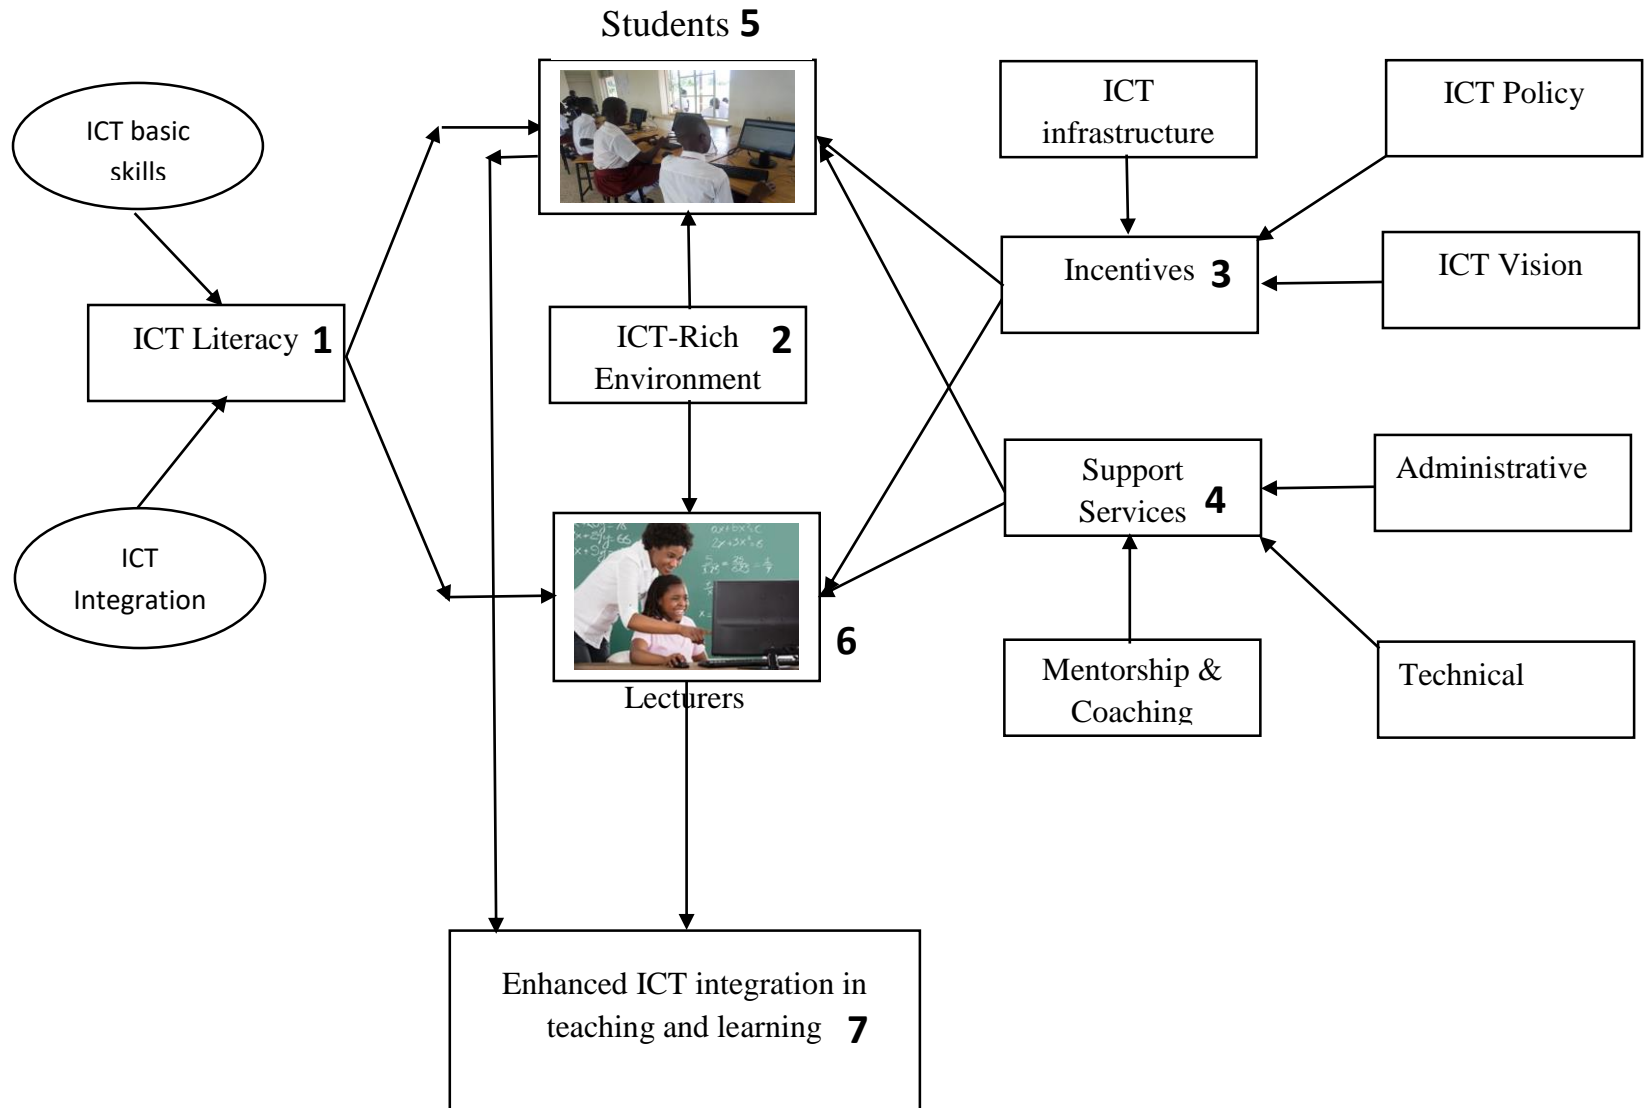 Students 5
ICT basic
skills
ICT
infrastructure
ICT Policy
ICT Literacy 1
ICT-Rich 2
Environment
Incentives 3
ICT Vision
ICT
Integration
Support
Services 4
Administrative
6
Lecturers
Mentorship &
Coaching
Technical
Enhanced ICT integration in
teaching and learning 7